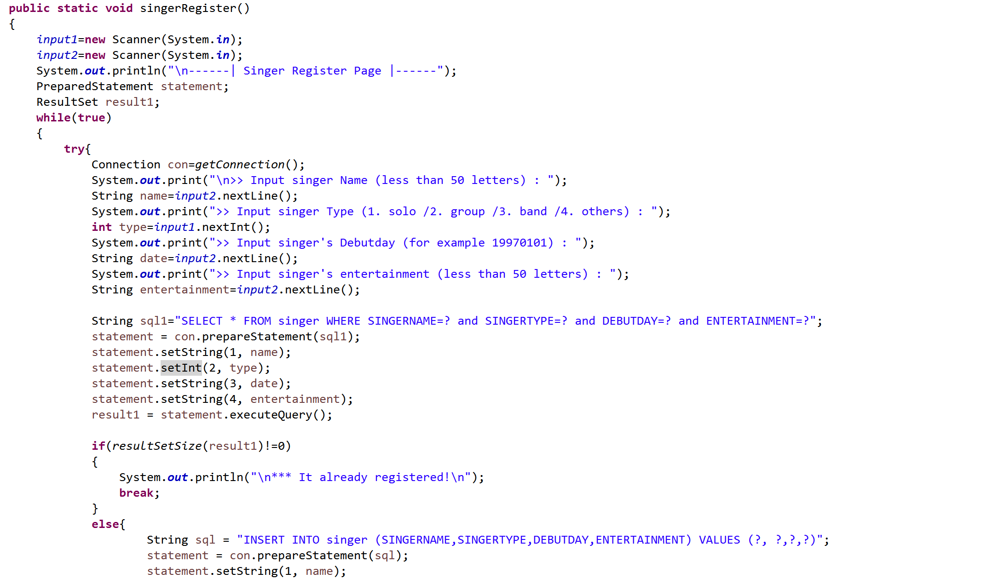 public static void singerRegister()
{
    input1=new Scanner(System.in);
    input2=new Scanner(System.in);
    System.out.println("\n------| Singer Register Page |------");
    PreparedStatement statement;
    ResultSet result1;
    while(true)
    {
        try{
            Connection con=getConnection();
            System.out.print("\n>> Input singer Name (less than 50 letters) : ");
            String name=input2.nextLine();
            System.out.print(">> Input singer Type (1. solo /2. group /3. band /4. others) : ");
            int type=input1.nextInt();
            System.out.print(">> Input singer's Debutday (for example 19970101) : ");
            String date=input2.nextLine();
            System.out.print(">> Input singer's entertainment (less than 50 letters) : ");
            String entertainment=input2.nextLine();

            String sql1="SELECT * FROM singer WHERE SINGERNAME=? and SINGERTYPE=? and DEBUTDAY=? and ENTERTAINMENT=?";
            statement = con.prepareStatement(sql1);
            statement.setString(1, name);
            statement.setInt(2, type);
            statement.setString(3, date);
            statement.setString(4, entertainment);
            result1 = statement.executeQuery();

            if(resultSetSize(result1)!=0)
            {
                System.out.println("\n*** It already registered!\n");
                break;
            }
            else{
                    String sql = "INSERT INTO singer (SINGERNAME,SINGERTYPE,DEBUTDAY,ENTERTAINMENT) VALUES (?, ?,?,?)";
                    statement = con.prepareStatement(sql);
                    statement.setString(1, name);